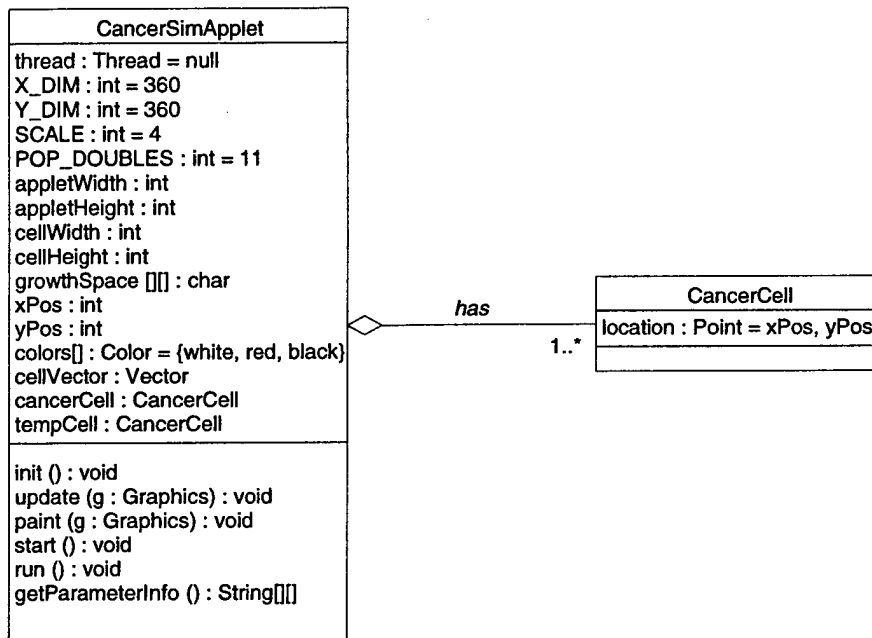 CancerSimApplet
thread : Thread = null
X_DIM : int = 360
Y_DIM : int = 360
SCALE : int = 4
POP_DOUBLES : int = 11
appletWidth : int
appletHeight : int
cellWidth : int
cellHeight : int
growthSpace [][] : char
xPos : int
yPos : int
colors[] : Color = {white, red, black}
cellVector : Vector
cancerCell : CancerCell
tempCell : CancerCell
init () : void
update (g : Graphics) : void
paint (g : Graphics) : void
start () : void
run () : void
getParameterInfo () : String[][]
has
1..*
CancerCell
location : Point = xPos, yPos